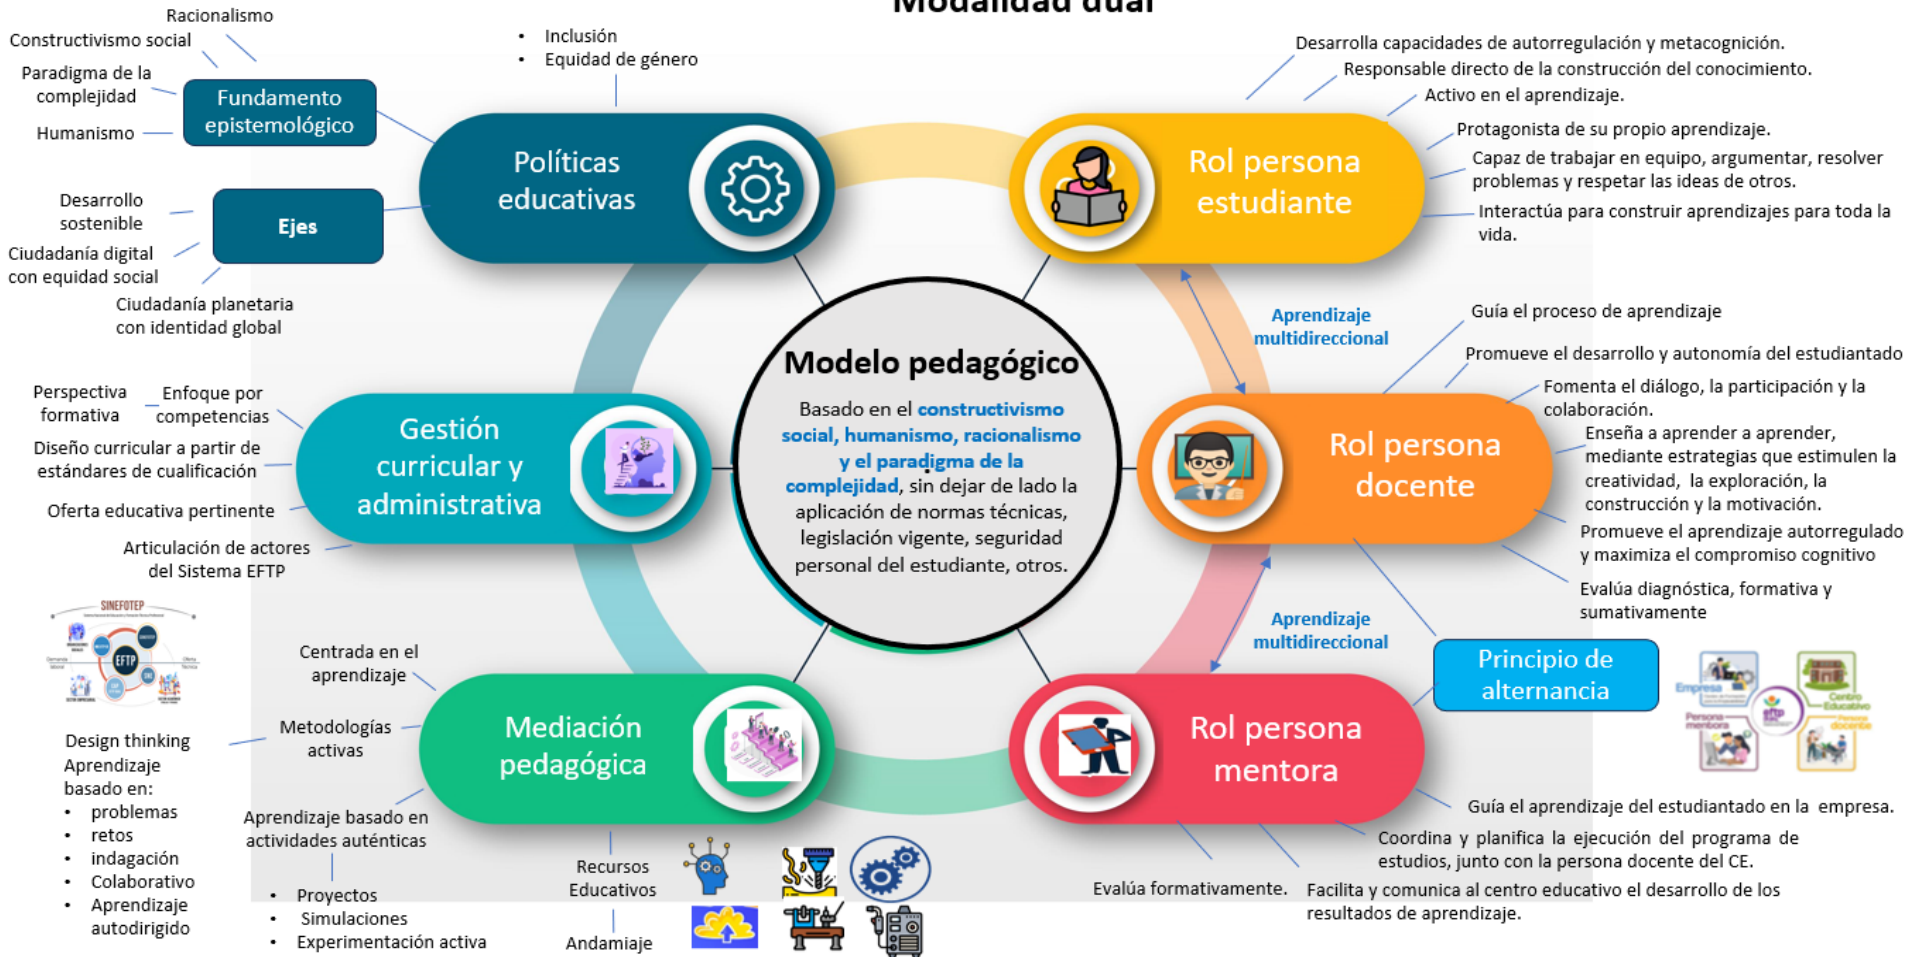 Modalidad dual
Racionalismo
Constructivismo social
Paradigma de la
complejidad
Humanismo
Fundamento
epistemológico
• Inclusión
• Equidad de género
Políticas
educativas
Ejes
Desarrollo
sostenible
Ciudadanía digital
con equidad social
Ciudadanía planetaria
con identidad global
Rol persona
estudiante
Desarrolla capacidades de autorregulación y metacognición.
Responsable directo de la construcción del conocimiento.
Activo en el aprendizaje.
Protagonista de su propio aprendizaje.
Capaz de trabajar en equipo, argumentar, resolver
problemas y respetar las ideas de otros.
Interactúa para construir aprendizajes para toda la
vida.
Aprendizaje
multidireccional
Modelo pedagógico
Basado en el constructivismo
social, humanismo, racionalismo
y el paradigma de la
complejidad, sin dejar de lado la
aplicación de normas técnicas,
legislación vigente, seguridad
personal del estudiante, otros.
Perspectiva
formativa
Enfoque por
competencias
Diseño curricular a partir de
estándares de cualificación
Oferta educativa pertinente
Articulación de actores
del Sistema EFTP
Gestión
curricular y
administrativa
Rol persona
docente
Guía el proceso de aprendizaje
Promueve el desarrollo y autonomía del estudiantado
Fomenta el diálogo, la participación y la
colaboración.
Enseña a aprender a aprender,
mediante estrategias que estimulen la
creatividad, la exploración, la
construcción y la motivación.
Promueve el aprendizaje autorregulado
y maximiza el compromiso cognitivo
Evalúa diagnóstica, formativa y
sumativamente
Aprendizaje
multidireccional
Principio de
alternancia
Empresa
Centro
Educativo
Persona
mentora
Persona
docente
eftp
SINEFOTEP
EFTP
Centrada en el
aprendizaje
Metodologías
activas
Design thinking
Aprendizaje
basado en:
• problemas
• retos
• indagación
• Colaborativo
• Aprendizaje
autodirigido
Aprendizaje basado en
actividades auténticas
• Proyectos
• Simulaciones
• Experimentación activa
Mediación
pedagógica
Recursos
Educativos
Andamiaje
Rol persona
mentora
Guía el aprendizaje del estudiantado en la empresa.
Coordina y planifica la ejecución del programa de
estudios, junto con la persona docente del CE.
Evalúa formativamente.
Facilita y comunica al centro educativo el desarrollo de los
resultados de aprendizaje.